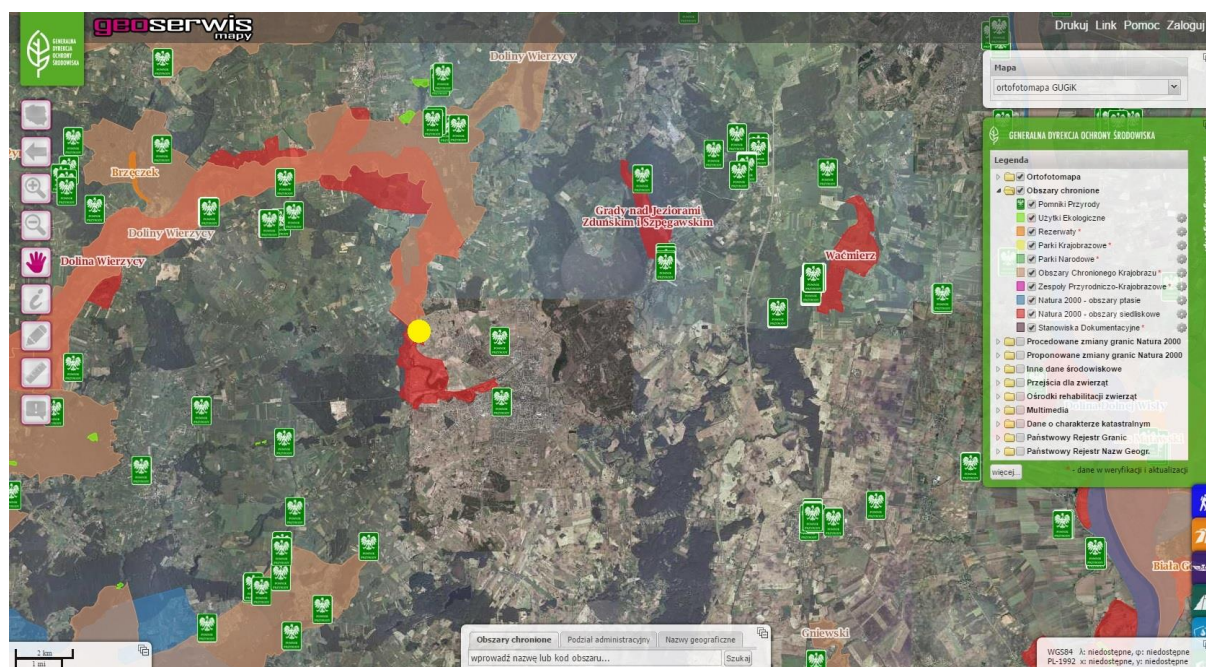 GENERALNA
DYREKCJA
OCHRONY
ŚRODOWISKA
geoserwis
mapy
Drukuj Link Pomoc Zaloguj
Mapa
ortofotomapa GUGiK
GENERALNA DYREKCJA OCHRONY ŚRODOWISKA
Legenda
Ortofotomapa
Obszary chronione
Pomniki Przyrody
Użytki Ekologiczne
Rezerwaty *
Parki Krajobrazowe *
Parki Narodowe *
Obszary Chronionego Krajobrazu *
Zespoły Przyrodniczo-Krajobrazowe *
Natura 2000 - obszary ptasie
Natura 2000 - obszary siedliskowe
Stanowiska Dokumentacyjne *
Procedowane zmiany granic Natura 2000
Proponowane zmiany granic Natura 2000
Inne dane środowiskowe
Przejścia dla zwierząt
Ośrodki rehabilitacji zwierząt
Multimedia
Dane o charakterze katastralnym
Państwowy Rejestr Granic
Państwowy Rejestr Nazw Geogr.
więcej...
* - dane w weryfikacji i aktualizacji
Doliny Wierzycy
Brzęczek
Doliny Wierzycy
Dolina Wierzycy
Grądy nad Jeziorami
Zduńskim i Szpęgawskim
Waćmierz
Biała G
Gniewski
2 km
1 mi
Obszary chronione Podział administracyjny Nazwy geograficzne
wprowadź nazwę lub kod obszaru...
Szukaj
WGS84 λ: niedostępne, φ: niedostępne
PL-1992 x: niedostępne, y: niedostępne